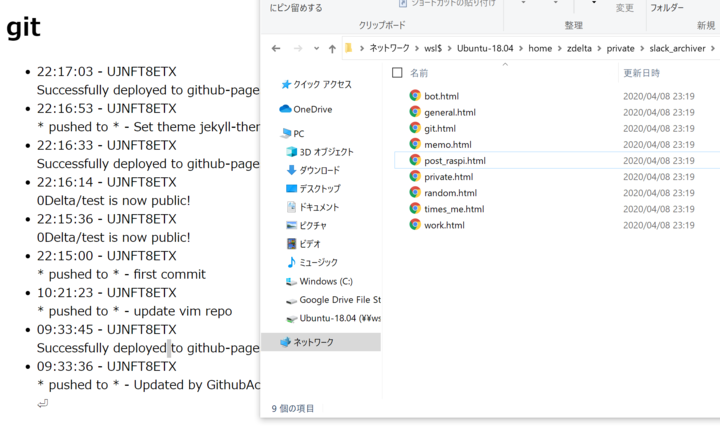 git
22:17:03 - UJNFT8ETX
Successfully deployed to github-page
22:16:53 - UJNFT8ETX
* pushed to * - Set theme jekyll-ther
22:16:33 - UJNFT8ETX
Successfully deployed to github-page
22:16:14 - UJNFT8ETX
0Delta/test is now public!
22:15:36 - UJNFT8ETX
0Delta/test is now public!
22:15:00 - UJNFT8ETX
* pushed to * - first commit
10:21:23 - UJNFT8ETX
* pushed to * - update vim repo
09:33:45 - UJNFT8ETX
Successfully deployed to github-page
09:33:36 - UJNFT8ETX
* pushed to * - Updated by GithubAc
にピン留めする
ショートカットの貼り付け
変更
フォルダー
クリップボード
整理
新規
ネットワーク > wsl$ > Ubuntu-18.04 > home > zdelta > private > slack_archiver >
名前
更新日時
クイック アクセス
OneDrive
PC
3D オブジェクト
ダウンロード
デスクトップ
ドキュメント
ピクチャ
ビデオ
ミュージック
Windows (C:)
Google Drive File St
Ubuntu-18.04 (¥¥ws
ネットワーク
bot.html 2020/04/08 23:19
general.html 2020/04/08 23:19
git.html 2020/04/08 23:19
memo.html 2020/04/08 23:19
post_raspi.html 2020/04/08 23:19
private.html 2020/04/08 23:19
random.html 2020/04/08 23:19
times_me.html 2020/04/08 23:19
work.html 2020/04/08 23:19
9 個の項目